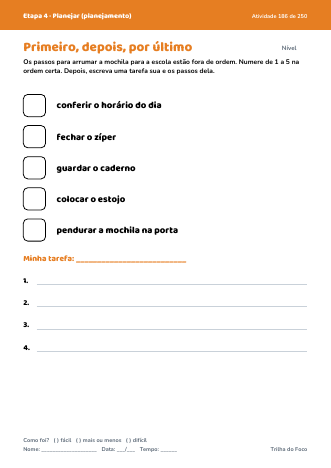 Etapa 4 · Planejar (planejamento) Atividade 186 de 250
Primeiro, depois, por último Nível
Os passos para arrumar a mochila para a escola estão fora de ordem. Numere de 1 a 5 na
ordem certa. Depois, escreva uma tarefa sua e os passos dela.
conferir o horário do dia
fechar o zíper
guardar o caderno
colocar o estojo
pendurar a mochila na porta
Minha tarefa: __________________________
1.
2.
3.
4.
Como foi? ( ) fácil ( ) mais ou menos ( ) difícil
Nome: ____________________ Data: ___/___ Tempo: ______ Trilha do Foco